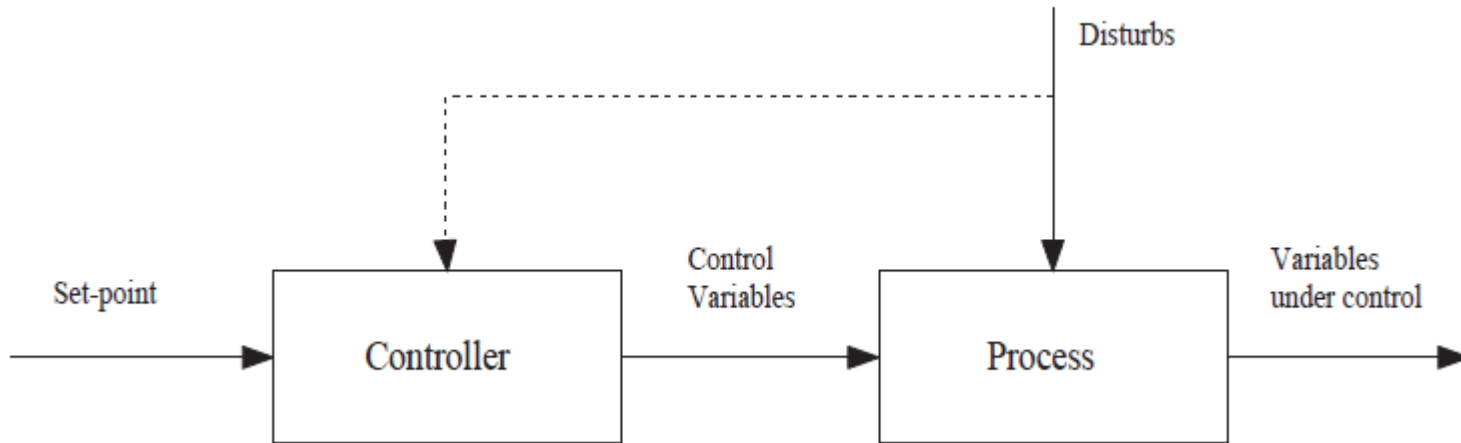 Disturbs
Set-point
Control
Variables
Variables
under control
Controller
Process